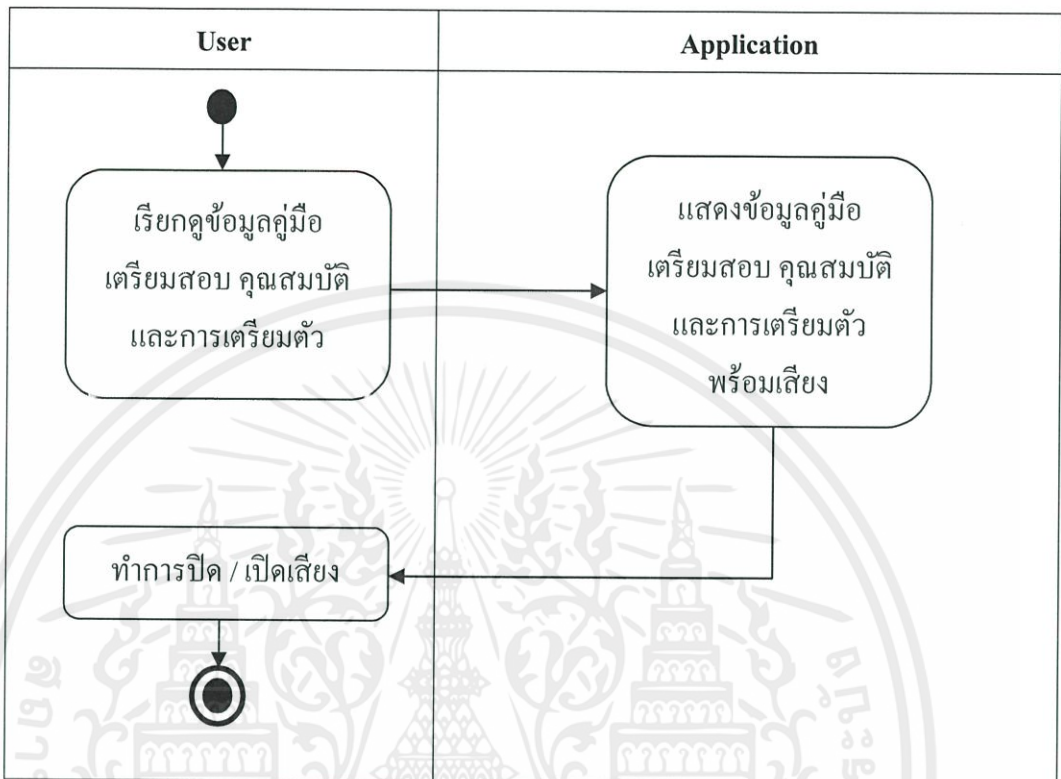 User
Application
เรียกดูข้อมูลคู่มือ
เตรียมสอบ คุณสมบัติ
และการเตรียมตัว
แสดงข้อมูลคู่มือ
เตรียมสอบ คุณสมบัติ
และการเตรียมตัว
พร้อมเสียง
ทำการปิด / เปิดเสียง